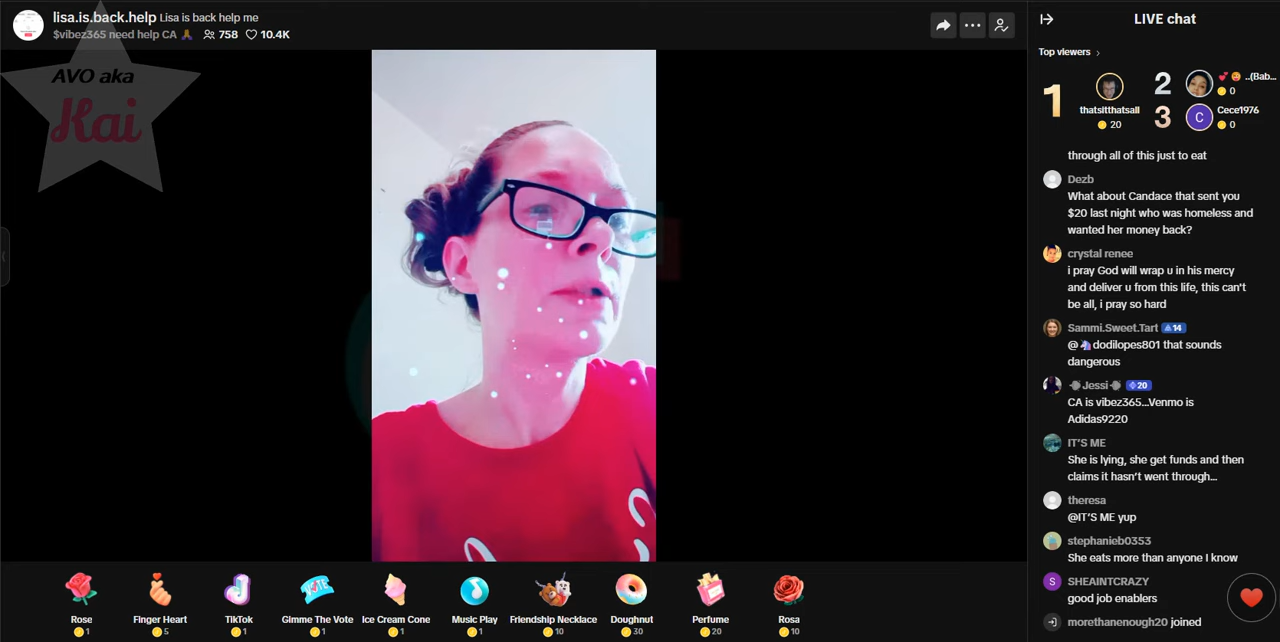 lisa.is.back.help Lisa is back help me
$vibez365 need help CA 🙏 758 10.4K
AVO aka
Kai
LIVE chat
Top viewers >
1
thatsitthatsall
20
2
💕 🥰 ..(Bab...
0
3
C
Cece1976
0
through all of this just to eat
Dezb
What about Candace that sent you
$20 last night who was homeless and
wanted her money back?
crystal renee
i pray God will wrap u in his mercy
and deliver u from this life, this can't
be all, i pray so hard
Sammi.Sweet.Tart 14
@🦄dodilopes801 that sounds
dangerous
Jessi 20
CA is vibez365...Venmo is
Adidas9220
IT'S ME
She is lying, she get funds and then
claims it hasn't went through...
theresa
@IT'S ME yup
stephanieb0353
She eats more than anyone I know
S SHEAINTCRAZY
good job enablers
morethanenough20 joined
VOTE
Rose Finger Heart TikTok Gimme The Vote Ice Cream Cone Music Play Friendship Necklace Doughnut Perfume Rosa
1 5 1 1 1 1 10 30 20 10